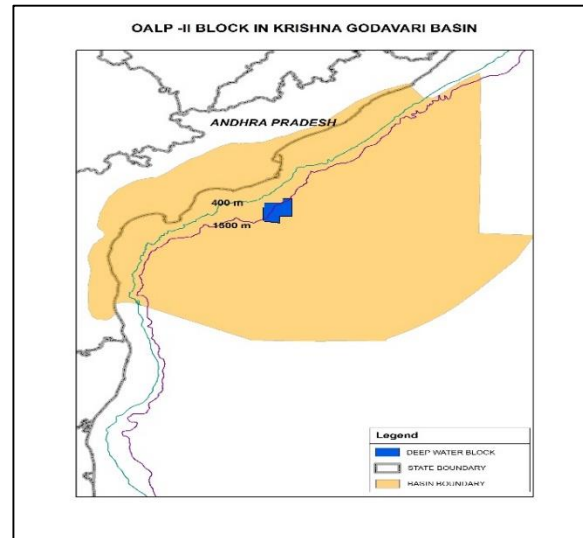 OALP -II BLOCK IN KRISHNA GODAVARI BASIN
ANDHRA PRADESH
400 m
1500 m
Legend
DEEP WATER BLOCK
STATE BOUNDARY
BASIN BOUNDARY